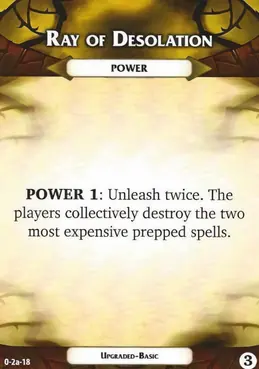 RAY OF DESOLATION
POWER
POWER 1: Unleash twice. The
players collectively destroy the two
most expensive prepped spells.
0-2a-18
UPGRADED-BASIC
3